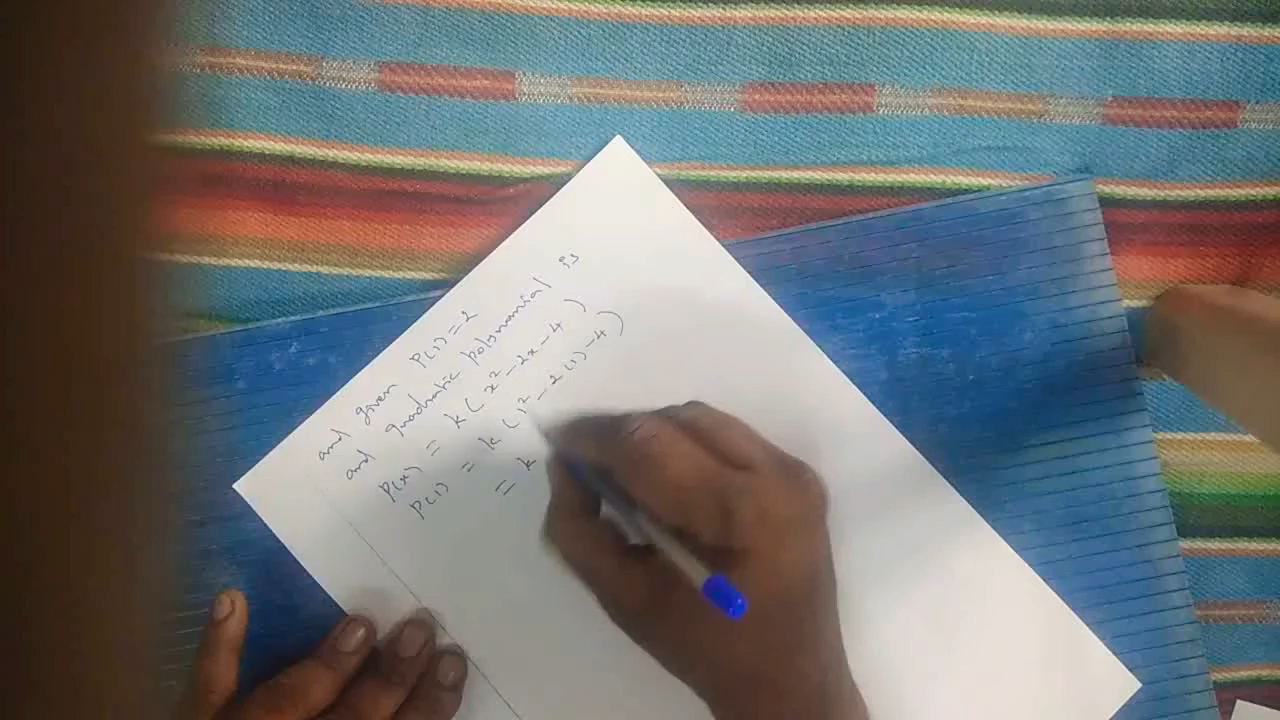 and given P(1) = 2
and quadratic polynomial is
P(x) = k(x² - 2x - 4)
P(1) = k(1² - 2(1) - 4)
= k